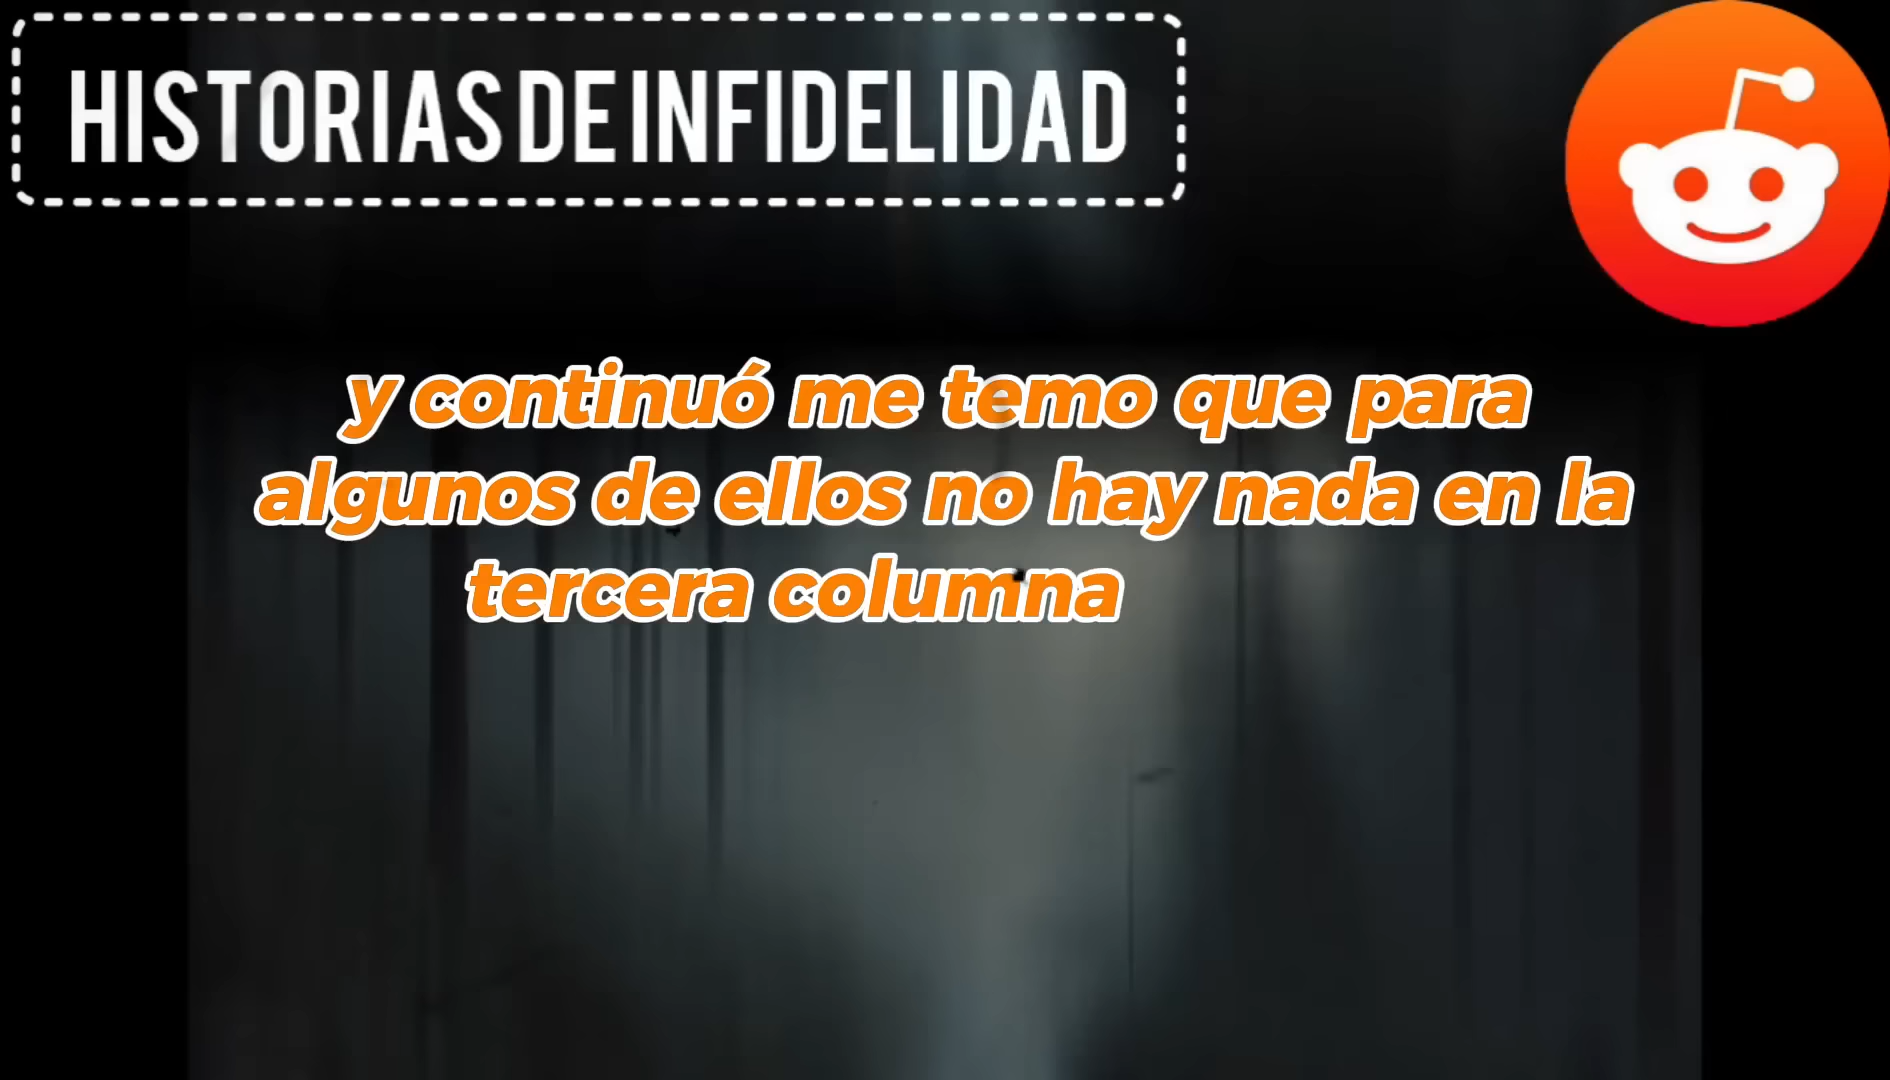 HISTORIAS DE INFIDELIDAD
y continuó me temo que para
algunos de ellos no hay nada en la
tercera columna